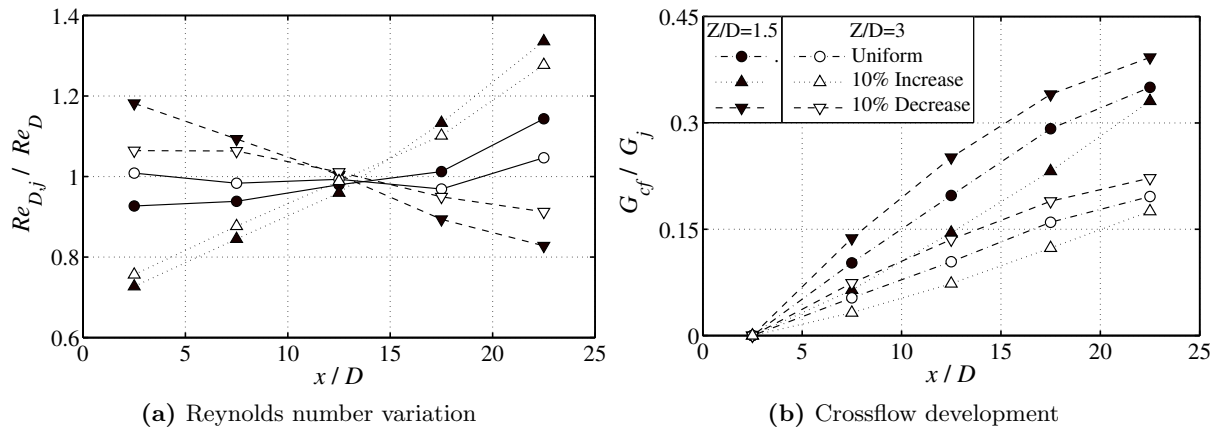 Re_{D,j} / Re_D
1.4
1.2
1
0.8
0.6
0
5
10
15
20
25
x / D
(a) Reynolds number variation
G_{cf} / G_j
0.45
0.3
0.15
0
Z/D=1.5
Z/D=3
Uniform
10% Increase
10% Decrease
0
5
10
15
20
25
x / D
(b) Crossflow development